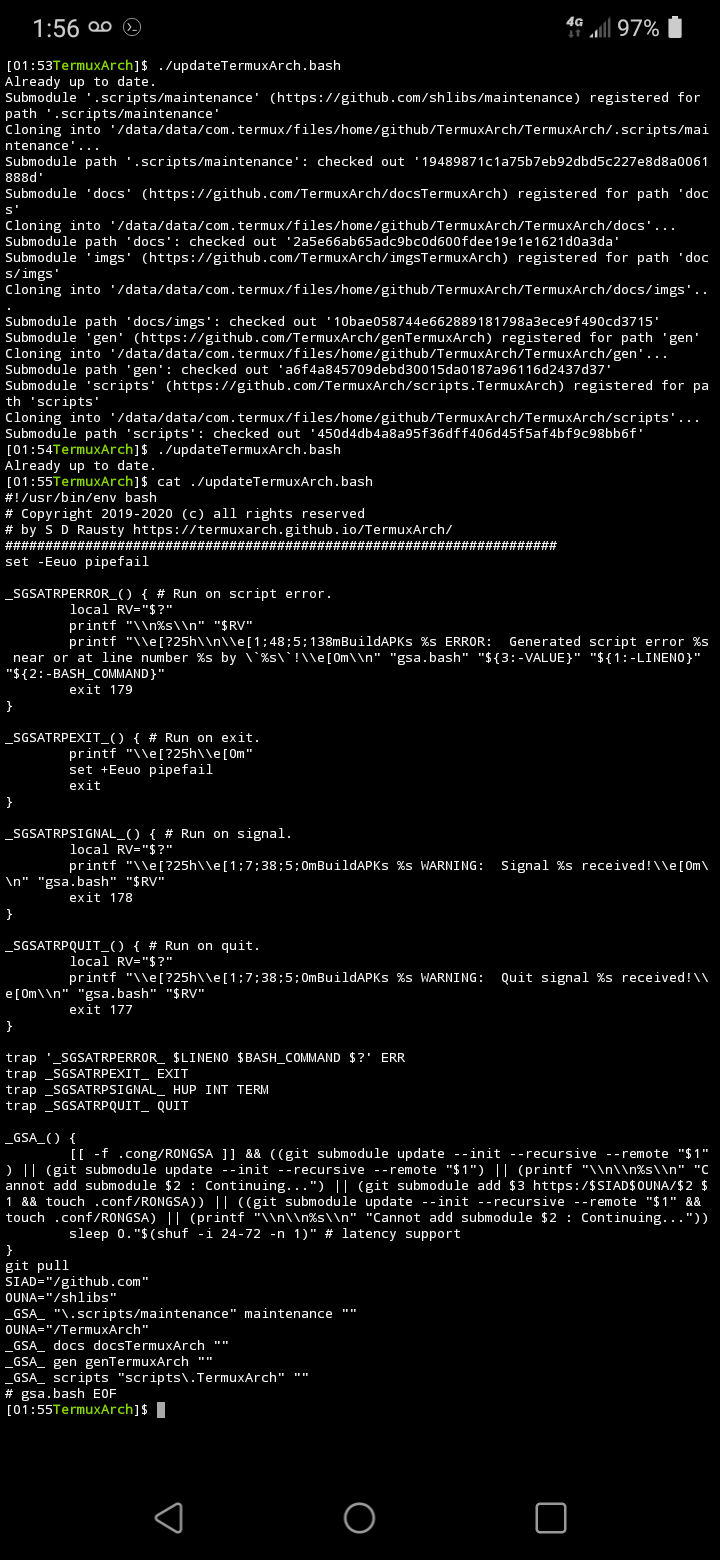 1:56 4G 97%
[01:53TermuxArch]$ ./updateTermuxArch.bash
Already up to date.
Submodule '.scripts/maintenance' (https://github.com/shlibs/maintenance) registered for
path '.scripts/maintenance'
Cloning into '/data/data/com.termux/files/home/github/TermuxArch/TermuxArch/.scripts/mai
ntenance'...
Submodule path '.scripts/maintenance': checked out '19489871c1a75b7eb92dbd5c227e8d8a0061
888d'
Submodule 'docs' (https://github.com/TermuxArch/docsTermuxArch) registered for path 'doc
s'
Cloning into '/data/data/com.termux/files/home/github/TermuxArch/TermuxArch/docs'...
Submodule path 'docs': checked out '2a5e66ab65adc9bc0d600fdee19e1e1621d0a3da'
Submodule 'imgs' (https://github.com/TermuxArch/imgsTermuxArch) registered for path 'doc
s/imgs'
Cloning into '/data/data/com.termux/files/home/github/TermuxArch/TermuxArch/docs/imgs'..
.
Submodule path 'docs/imgs': checked out '10bae058744e662889181798a3ece9f490cd3715'
Submodule 'gen' (https://github.com/TermuxArch/genTermuxArch) registered for path 'gen'
Cloning into '/data/data/com.termux/files/home/github/TermuxArch/TermuxArch/gen'...
Submodule path 'gen': checked out 'a6f4a845709debd30015da0187a96116d2437d37'
Submodule 'scripts' (https://github.com/TermuxArch/scripts.TermuxArch) registered for pa
th 'scripts'
Cloning into '/data/data/com.termux/files/home/github/TermuxArch/TermuxArch/scripts'...
Submodule path 'scripts': checked out '450d4db4a8a95f36dff406d45f5af4bf9c98bb6f'
[01:54TermuxArch]$ ./updateTermuxArch.bash
Already up to date.
[01:55TermuxArch]$ cat ./updateTermuxArch.bash
#!/usr/bin/env bash
# Copyright 2019-2020 (c) all rights reserved
# by S D Rausty https://termuxarch.github.io/TermuxArch/
#####################################################################
set -Eeuo pipefail

_SGSATRPERROR_() { # Run on script error.
        local RV="$?"
        printf "\\n%s\\n" "$RV"
        printf "\\e[?25h\\n\\e[1;48;5;138mBuildAPKs %s ERROR:  Generated script error %s
 near or at line number %s by \`%s\`!\\e[0m\\n" "gsa.bash" "${3:-VALUE}" "${1:-LINENO}"
"${2:-BASH_COMMAND}"
        exit 179
}

_SGSATRPEXIT_() { # Run on exit.
        printf "\\e[?25h\\e[0m"
        set +Eeuo pipefail
        exit
}

_SGSATRPSIGNAL_() { # Run on signal.
        local RV="$?"
        printf "\\e[?25h\\e[1;7;38;5;0mBuildAPKs %s WARNING:  Signal %s received!\\e[0m\
\n" "gsa.bash" "$RV"
        exit 178
}

_SGSATRPQUIT_() { # Run on quit.
        local RV="$?"
        printf "\\e[?25h\\e[1;7;38;5;0mBuildAPKs %s WARNING:  Quit signal %s received!\\
e[0m\\n" "gsa.bash" "$RV"
        exit 177
}

trap '_SGSATRPERROR_ $LINENO $BASH_COMMAND $?' ERR
trap _SGSATRPEXIT_ EXIT
trap _SGSATRPSIGNAL_ HUP INT TERM
trap _SGSATRPQUIT_ QUIT

_GSA_() {
        [[ -f .cong/RONGSA ]] && ((git submodule update --init --recursive --remote "$1"
) || (git submodule update --init --recursive --remote "$1") || (printf "\\n\\n%s\\n" "C
annot add submodule $2 : Continuing...") || (git submodule add $3 https:/$SIAD$OUNA/$2 $
1 && touch .conf/RONGSA)) || ((git submodule update --init --recursive --remote "$1" &&
touch .conf/RONGSA) || (printf "\\n\\n%s\\n" "Cannot add submodule $2 : Continuing..."))
        sleep 0."$(shuf -i 24-72 -n 1)" # latency support
}
git pull
SIAD="/github.com"
OUNA="/shlibs"
_GSA_ "\.scripts/maintenance" maintenance ""
OUNA="/TermuxArch"
_GSA_ docs docsTermuxArch ""
_GSA_ gen genTermuxArch ""
_GSA_ scripts "scripts\.TermuxArch" ""
# gsa.bash EOF
[01:55TermuxArch]$